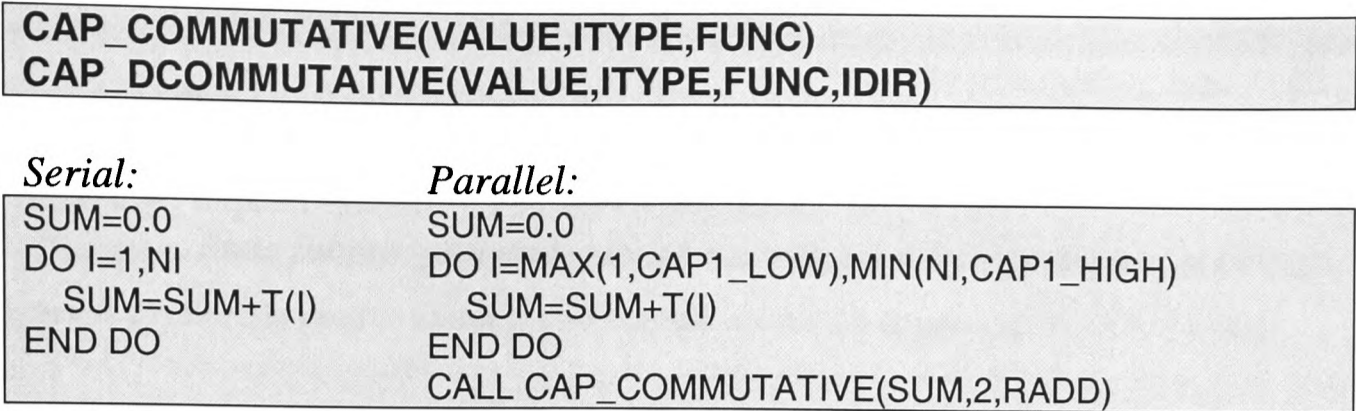 CAP_COMMUTATIVE(VALUE,ITYPE,FUNC)
CAP_DCOMMUTATIVE(VALUE,ITYPE,FUNC,IDIR)
Serial:
SUM=0.0
DO I=1,NI
SUM=SUM+T(I)
END DO
Parallel:
SUM=0.0
DO I=MAX(1,CAP1_LOW),MIN(NI,CAP1_HIGH)
SUM=SUM+T(I)
END DO
CALL CAP_COMMUTATIVE(SUM,2,RADD)